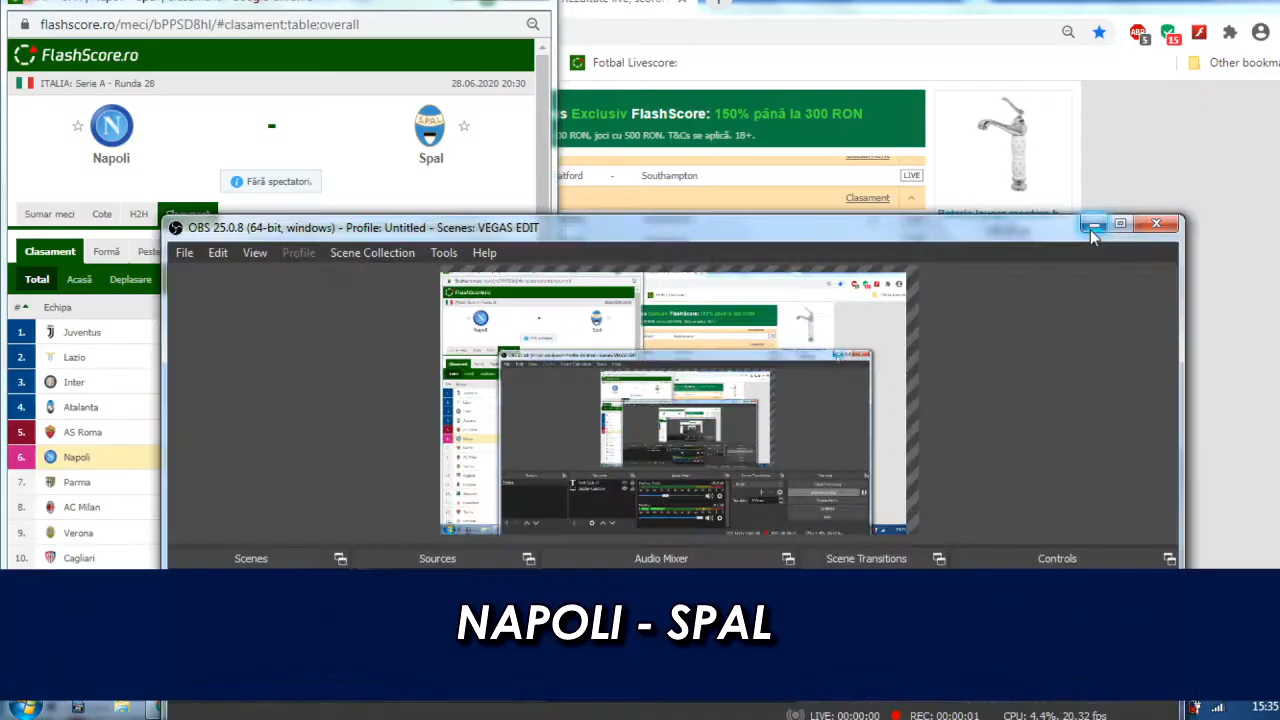 flashscore.ro/meci/bPPSD8hI/#clasament;table;overall
FlashScore.ro
ITALIA: Serie A - Runda 28
28.06.2020 20:30
Napoli
-
Spal
Fără spectatori.
Sumar meci
Cote
H2H
Clasament
Formă
Total
Acasă
Deplasare
#
Echipa
1. Juventus
2. Lazio
3. Inter
4. Atalanta
5. AS Roma
6. Napoli
7. Parma
8. AC Milan
9. Verona
10. Cagliari
5
15
Fotbal Livescore:
Other bookma
s Exclusiv FlashScore: 150% până la 300 RON
00 RON, joci cu 500 RON. T&Cs se aplică. 18+.
Clasament
atford - Southampton
LIVE
Clasament
OBS 25.0.8 (64-bit, windows) - Profile: Untitled - Scenes: VEGAS EDIT
File Edit View Profile Scene Collection Tools Help
Scenes
Sources
Audio Mixer
Scene Transitions
Controls
NAPOLI - SPAL
LIVE: 00:00:00
REC: 00:00:01
CPU: 4.4%, 20.32 fps
15:35